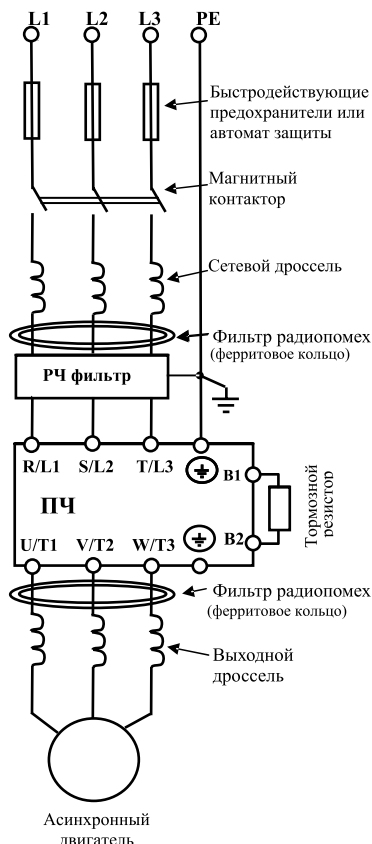 L1 L2 L3 PE
Быстродействующие
предохранители или
автомат защиты
Магнитный
контактор
Сетевой дроссель
Фильтр радиопомех
(ферритовое кольцо)
РЧ фильтр
R/L1 S/L2 T/L3
B1
ПЧ
Тормозной
резистор
U/T1 V/T2 W/T3
B2
Фильтр радиопомех
(ферритовое кольцо)
Выходной
дроссель
Асинхронный
двигатель